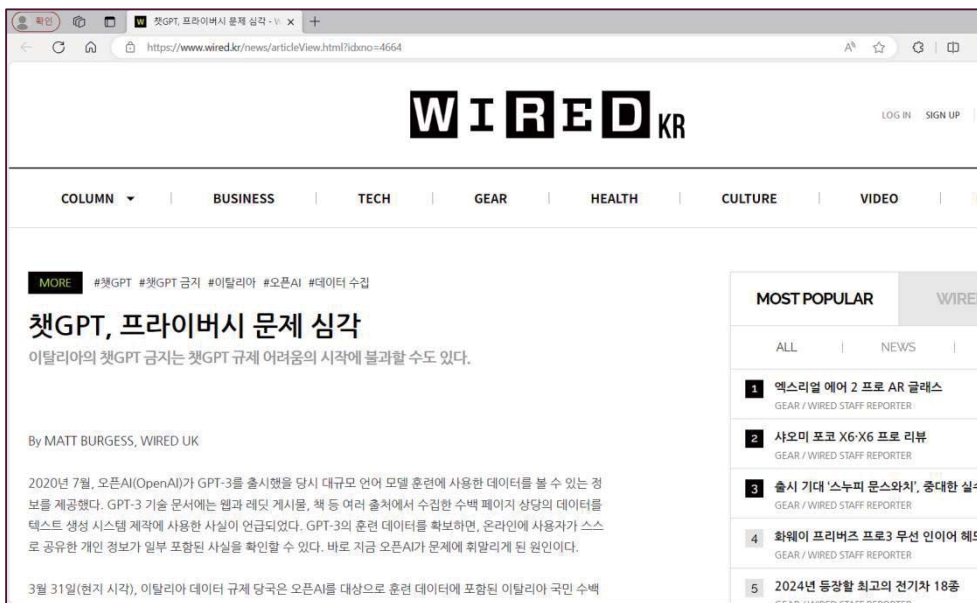 확인
챗GPT, 프라이버시 문제 심각 -
https://www.wired.kr/news/articleView.html?idxno=4664
WIRED KR
LOG IN SIGN UP
COLUMN BUSINESS TECH GEAR HEALTH CULTURE VIDEO
MORE #챗GPT #챗GPT 금지 #이탈리아 #오픈AI #데이터 수집
챗GPT, 프라이버시 문제 심각
이탈리아의 챗GPT 금지는 챗GPT 규제 어려움의 시작에 불과할 수도 있다.
By MATT BURGESS, WIRED UK
2020년 7월, 오픈AI(OpenAI)가 GPT-3를 출시했을 당시 대규모 언어 모델 훈련에 사용한 데이터를 볼 수 있는 정
보를 제공했다. GPT-3 기술 문서에는 웹과 레딧 게시물, 책 등 여러 출처에서 수집한 수백 페이지 상당의 데이터를
텍스트 생성 시스템 제작에 사용한 사실이 언급되었다. GPT-3의 훈련 데이터를 확보하면, 온라인에 사용자가 스스
로 공유한 개인 정보가 일부 포함된 사실을 확인할 수 있다. 바로 지금 오픈AI가 문제에 휘말리게 된 원인이다.
3월 31일(현지 시각), 이탈리아 데이터 규제 당국은 오픈AI를 대상으로 훈련 데이터에 포함된 이탈리아 국민 수백
MOST POPULAR WIRE
ALL NEWS
1 엑스리얼 에어 2 프로 AR 글래스
GEAR / WIRED STAFF REPORTER
2 샤오미 포코 X6·X6 프로 리뷰
GEAR / WIRED STAFF REPORTER
3 출시 기대 '스누피 문스와치', 중대한 실수
GEAR / WIRED STAFF REPORTER
4 화웨이 프리버즈 프로3 무선 인이어 헤드
GEAR / WIRED STAFF REPORTER
5 2024년 등장할 최고의 전기차 18종
GEAR / WIRED STAFF REPORTER